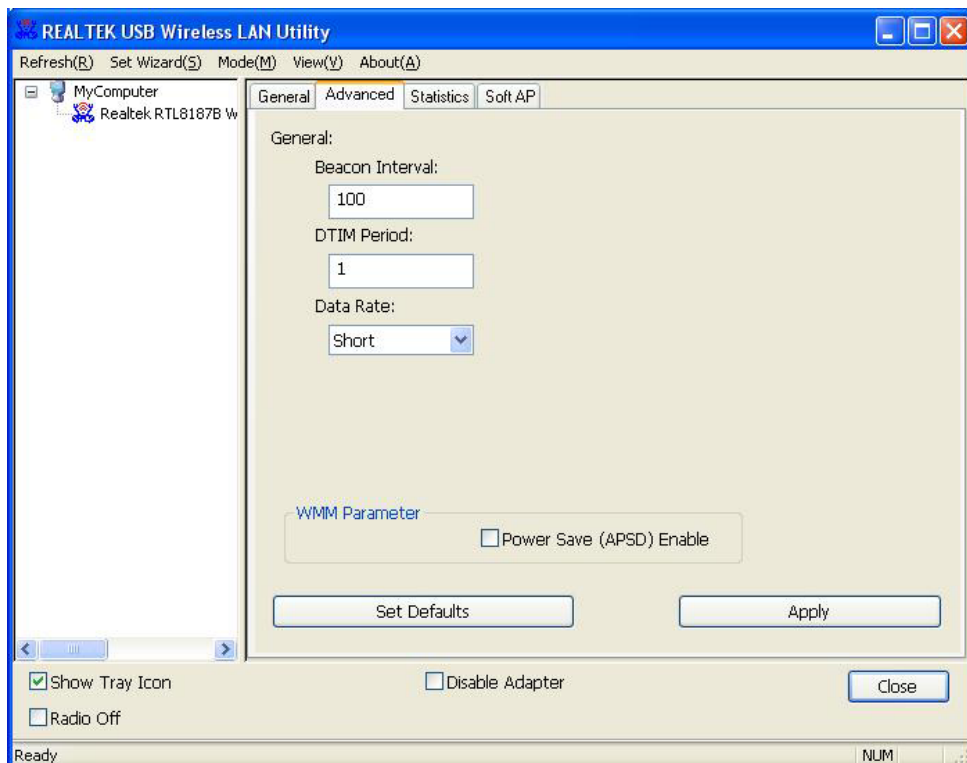 REALTEK USB Wireless LAN Utility
Refresh(R) Set Wizard(S) Mode(M) View(V) About(A)
MyComputer
Realtek RTL8187B W
General Advanced Statistics Soft AP
General:
Beacon Interval:
100
DTIM Period:
1
Data Rate:
Short
WMM Parameter
Power Save (APSD) Enable
Set Defaults Apply
Show Tray Icon Disable Adapter Close
Radio Off
Ready NUM